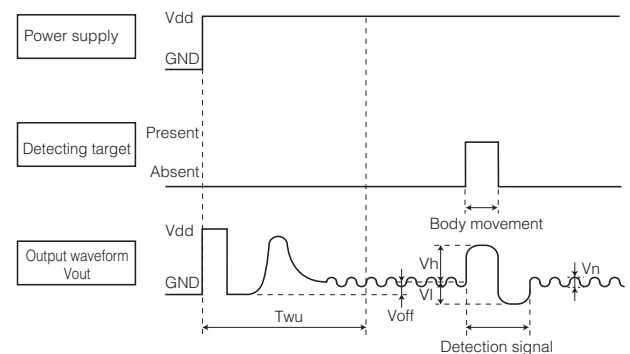 Power supply
Vdd
GND
Detecting target
Present
Absent
Body movement
Output waveform
Vout
Vdd
GND
Vh
Vl
Vn
Twu
Voff
Detection signal